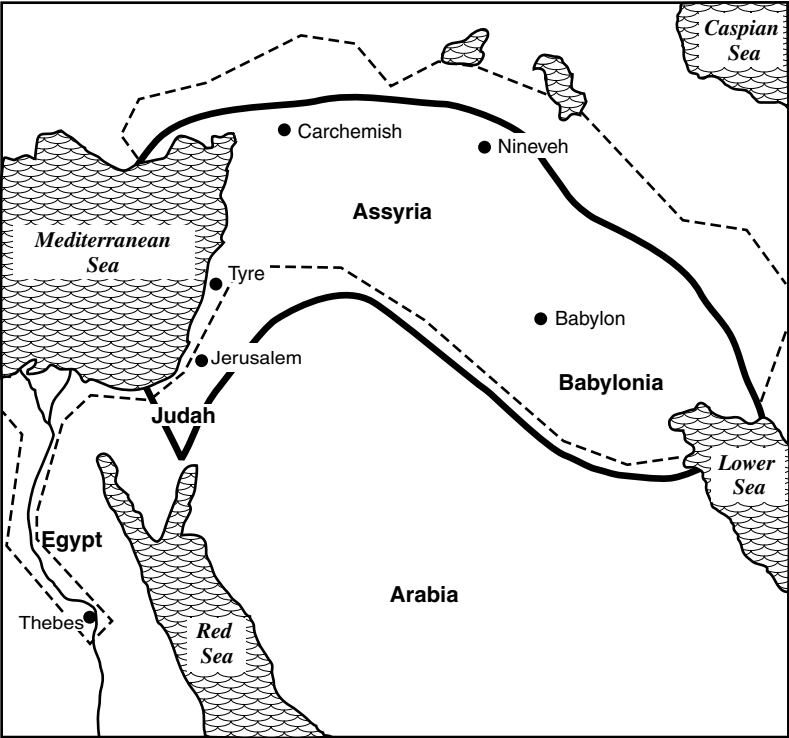 Caspian
Sea
Carchemish
Nineveh
Assyria
Mediterranean
Sea
Tyre
Babylon
Jerusalem
Babylonia
Judah
Lower
Sea
Egypt
Arabia
Thebes
Red
Sea